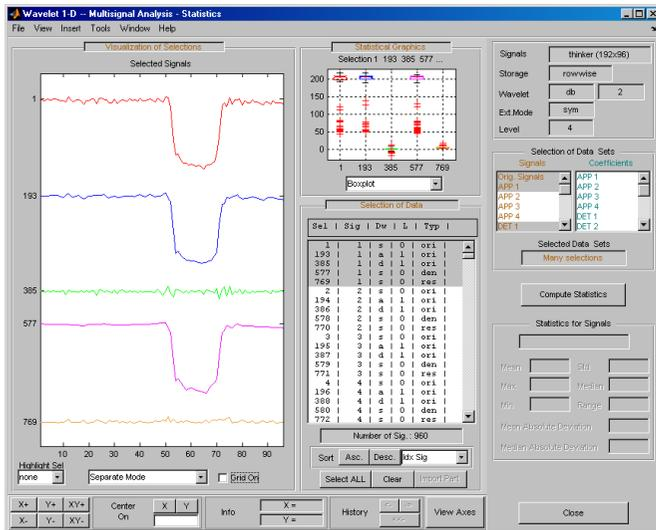 Wavelet 1-D -- Multisignal Analysis - Statistics
File View Insert Tools Window Help
Visualization of Selections
Selected Signals
1
193
385
577
769
10 20 30 40 50 60 70 80 90
Highlight Sel
none
Separate Mode
Grid On
Statistical Graphics
Selection 1 193 385 577 ...
200
150
100
50
0
1 193 385 577 769
Boxplot
Selection of Data
Sel | Sig | Dw | L | Typ |
1 | 1 | s | 0 | ori |
193 | 1 | a | 1 | ori |
385 | 1 | d | 1 | ori |
577 | 1 | s | 0 | den |
769 | 1 | s | 0 | res |
2 | 2 | s | 0 | ori |
194 | 2 | a | 1 | ori |
386 | 2 | d | 1 | ori |
578 | 2 | s | 0 | den |
770 | 2 | s | 0 | res |
3 | 3 | s | 0 | ori |
195 | 3 | a | 1 | ori |
387 | 3 | d | 1 | ori |
579 | 3 | s | 0 | den |
771 | 3 | s | 0 | res |
4 | 4 | s | 0 | ori |
196 | 4 | a | 1 | ori |
388 | 4 | d | 1 | ori |
580 | 4 | s | 0 | den |
772 | 4 | s | 0 | res |
Number of Sig.: 960
Sort Asc. Desc. Idx Sig
Select ALL Clear Import Part.
Signals thinker (192x96)
Storage rowwise
Wavelet db 2
Ext.Mode sym
Level 4
Selection of Data Sets
Signals Coefficients
Orig. Signals APP 1
APP 1 APP 2
APP 2 APP 3
APP 3 APP 4
APP 4 DET 1
DET 1 DET 2
Selected Data Sets
Many selections
Compute Statistics
Statistics for Signals
Mean Std
Max. Median
Min. Range
Mean Absolute Deviation
Median Absolute Deviation
X+ Y+ XY+
X- Y- XY-
Center On X Y
Info X = Y =
History <- -> <<-
View Axes
Close